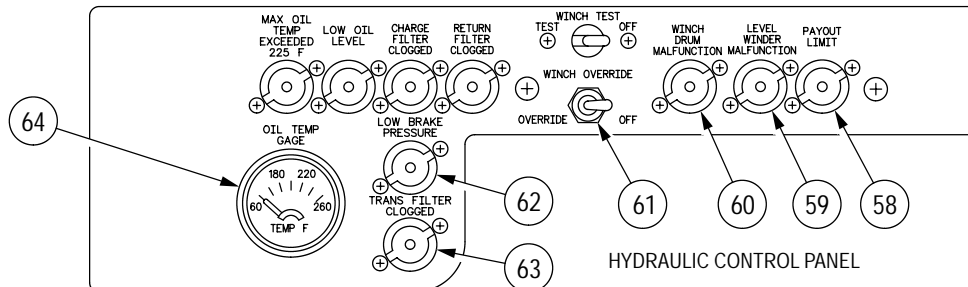 MAX OIL
TEMP
EXCEEDED
225 F
LOW OIL
LEVEL
CHARGE
FILTER
CLOGGED
RETURN
FILTER
CLOGGED
WINCH TEST
TEST
OFF
WINCH
DRUM
MALFUNCTION
LEVEL
WINDER
MALFUNCTION
PAYOUT
LIMIT
WINCH OVERRIDE
OVERRIDE
OFF
64
OIL TEMP
GAGE
60
180
220
260
TEMP F
LOW BRAKE
PRESSURE
TRANS FILTER
CLOGGED
62
63
61
60
59
58
HYDRAULIC CONTROL PANEL